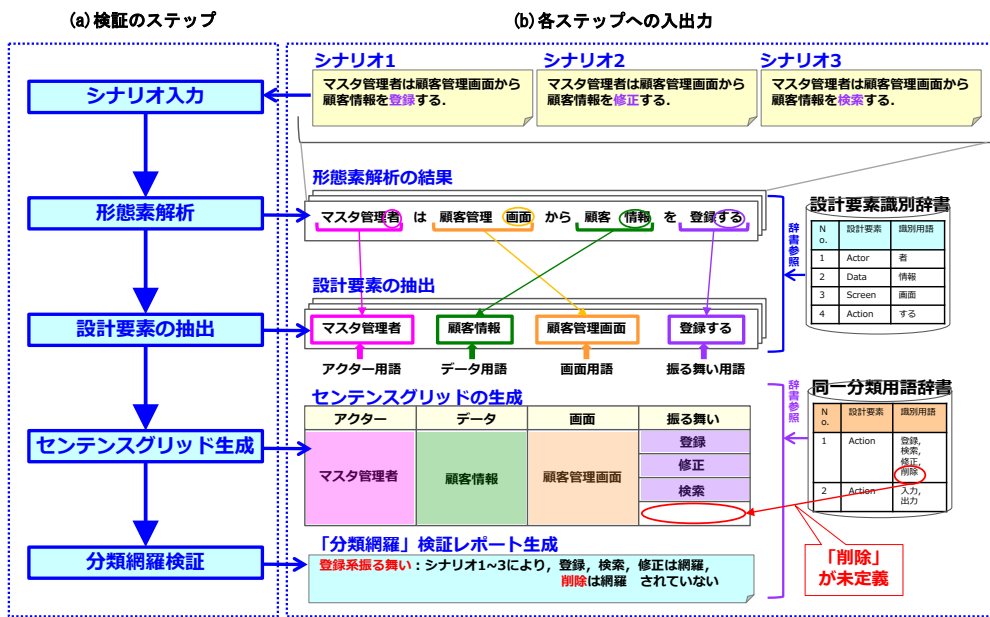 (a)検証のステップ
(b)各ステップへの入出力
シナリオ入力
形態素解析
設計要素の抽出
センテンスグリッド生成
分類網羅検証
シナリオ1
マスタ管理者は顧客管理画面から
顧客情報を登録する.
シナリオ2
マスタ管理者は顧客管理画面から
顧客情報を修正する.
シナリオ3
マスタ管理者は顧客管理画面から
顧客情報を検索する.
形態素解析の結果
マスタ管理者 は 顧客管理 画面 から 顧客 情報 を 登録する
設計要素の抽出
マスタ管理者 顧客情報 顧客管理画面 登録する
アクター用語 データ用語 画面用語 振る舞い用語
辞書参照
設計要素識別辞書
No. 設計要素 識別用語
1 Actor 者
2 Data 情報
3 Screen 画面
4 Action する
センテンスグリッドの生成
アクター データ 画面 振る舞い
マスタ管理者 顧客情報 顧客管理画面
登録
修正
検索
辞書参照
同一分類用語辞書
No. 設計要素 識別用語
1 Action 登録,
検索,
修正,
削除
2 Action 入力,
出力
「削除」
が未定義
「分類網羅」検証レポート生成
登録系振る舞い：シナリオ1~3により，登録，検索，修正は網羅，
削除は網羅 されていない